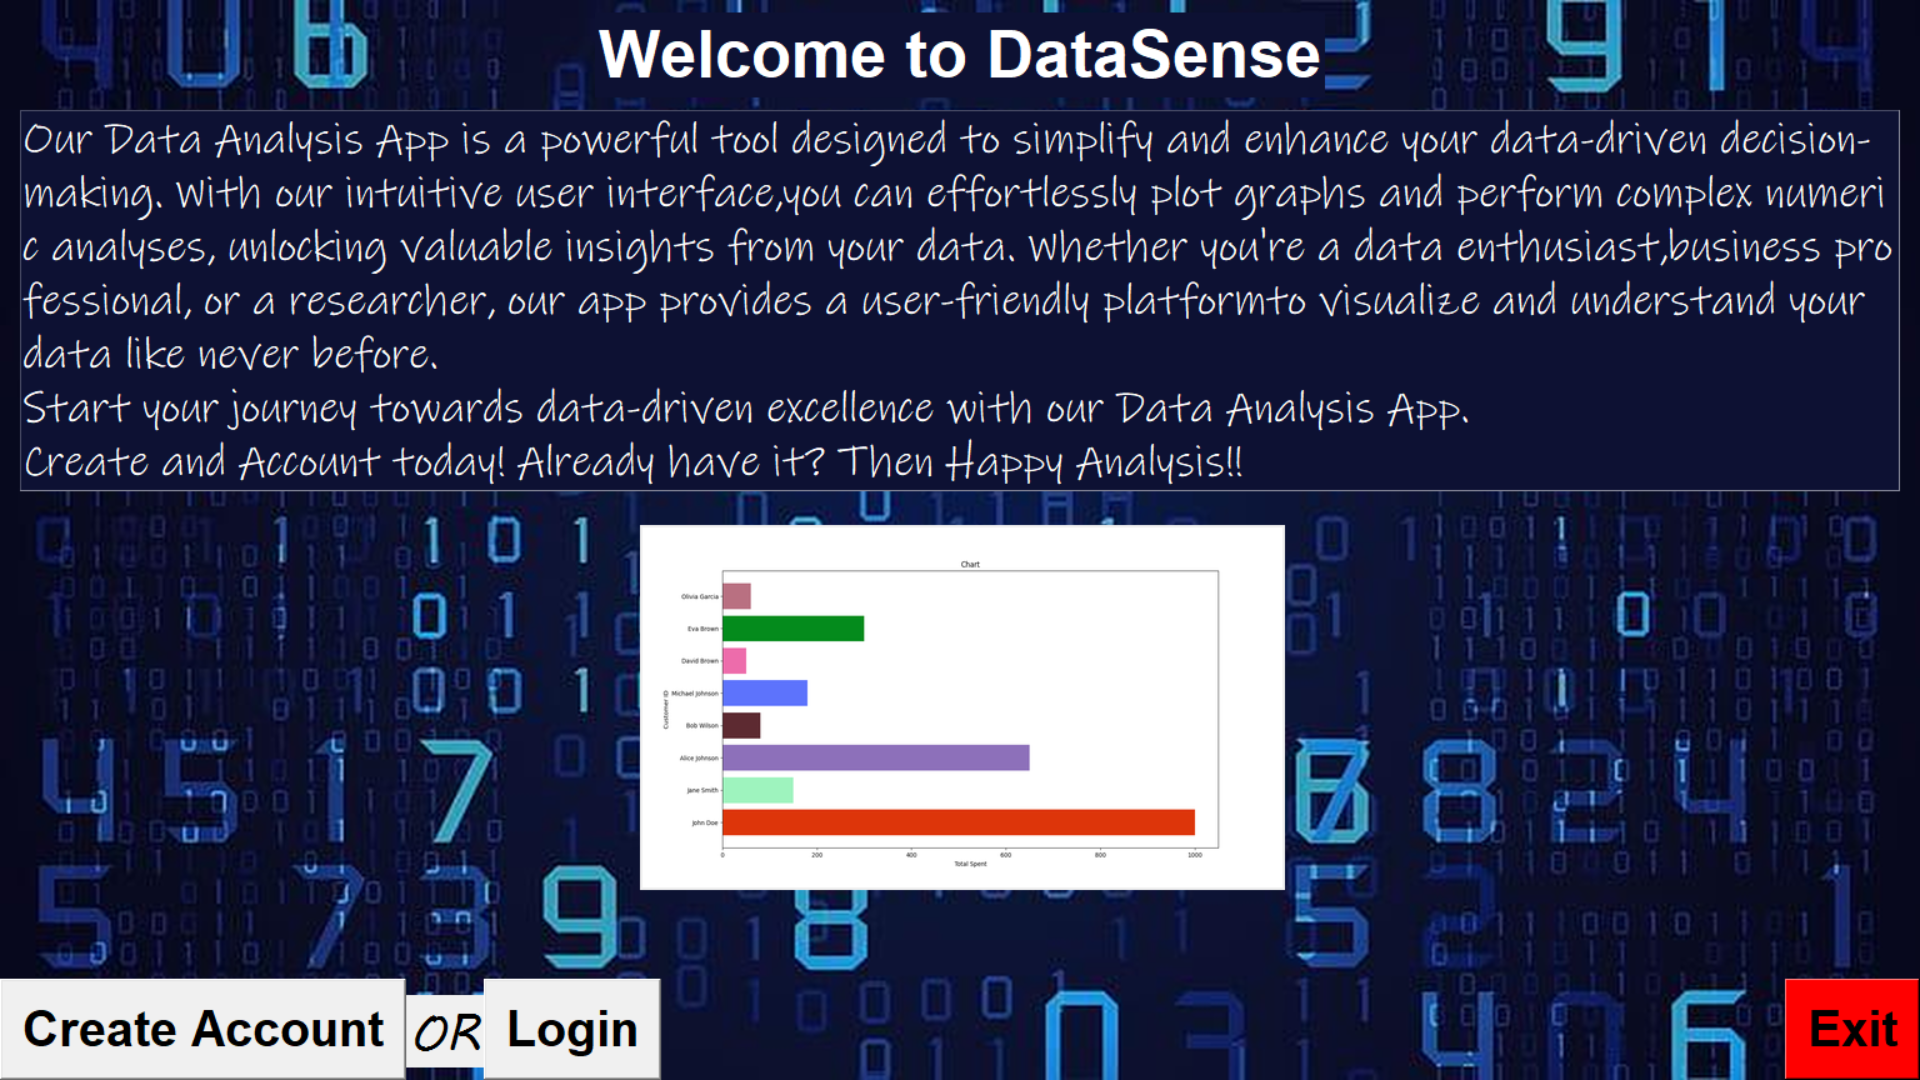 Welcome to DataSense
Our Data Analysis App is a powerful tool designed to simplify and enhance your data-driven decision-
making. With our intuitive user interface,you can effortlessly plot graphs and perform complex numeri
c analyses, unlocking valuable insights from your data. Whether you're a data enthusiast,business pro
fessional, or a researcher, our app provides a user-friendly platformto visualize and understand your
data like never before.
Start your journey towards data-driven excellence with our Data Analysis App.
Create and Account today! Already have it? Then Happy Analysis!!
Chart
Olivia Garcia
Eva Brown
David Brown
Michael Johnson
Customer ID
Bob Wilson
Alice Johnson
Jane Smith
John Doe
0 200 400 600 800 1000
Total Spent
Create Account OR Login
Exit